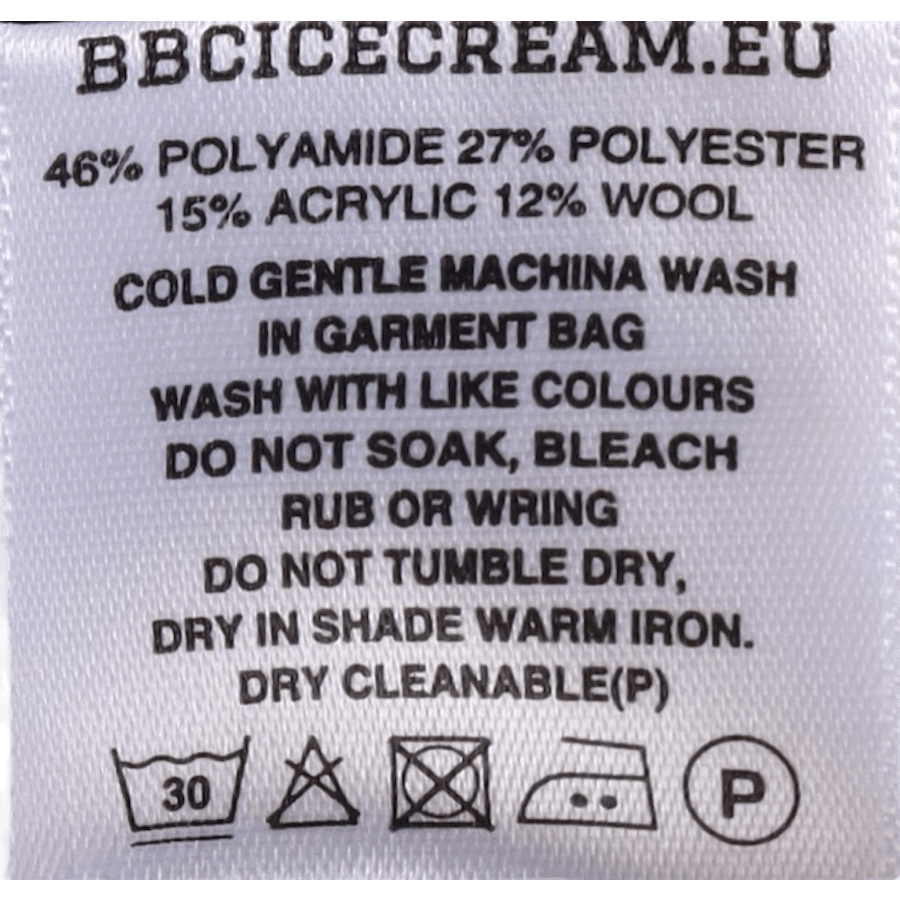 BBCICECREAM.EU
46% POLYAMIDE 27% POLYESTER
15% ACRYLIC 12% WOOL
COLD GENTLE MACHINA WASH
IN GARMENT BAG
WASH WITH LIKE COLOURS
DO NOT SOAK, BLEACH
RUB OR WRING
DO NOT TUMBLE DRY,
DRY IN SHADE WARM IRON.
DRY CLEANABLE(P)
30 P